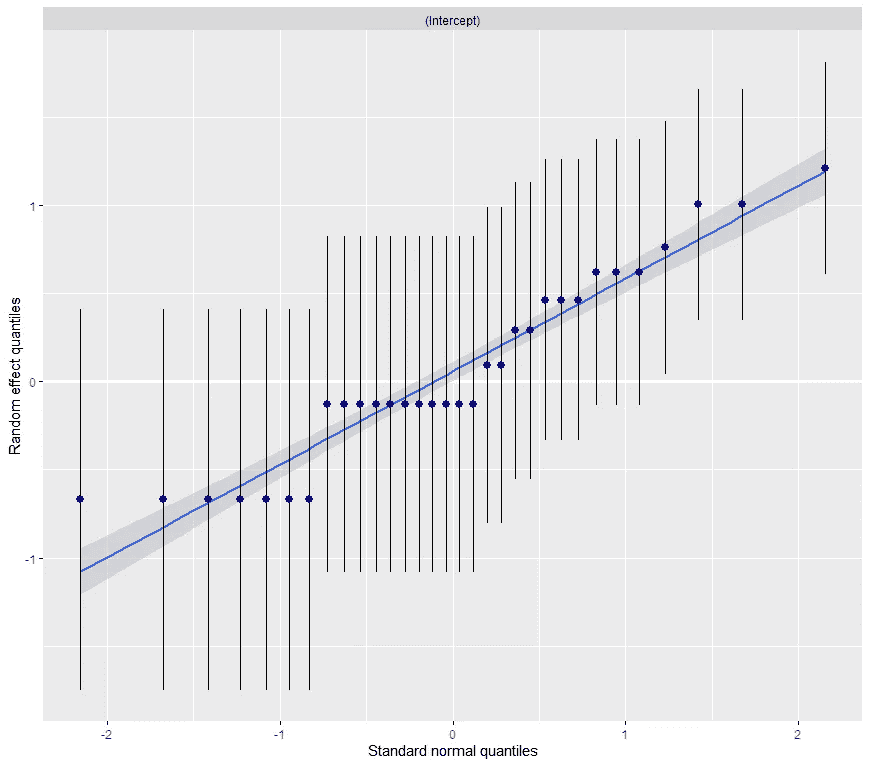 (Intercept)
Random effect quantiles
1
0
-1
-2
-1
0
1
2
Standard normal quantiles